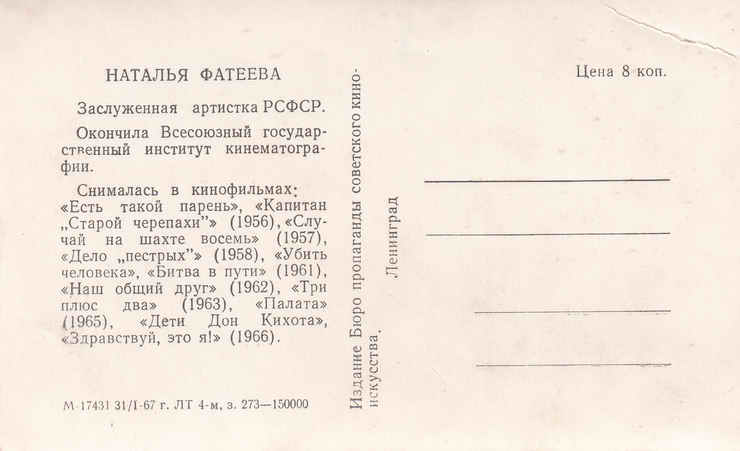 НАТАЛЬЯ ФАТЕЕВА
Заслуженная артистка РСФСР.
Окончила Всесоюзный государ-
ственный институт кинематогра-
фии.
Снималась в кинофильмах:
«Есть такой парень», «Капитан
„Старой черепахи"» (1956), «Слу-
чай на шахте восемь» (1957),
«Дело „пестрых"» (1958), «Убить
человека», «Битва в пути» (1961),
«Наш общий друг» (1962), «Три
плюс два» (1963), «Палата»
(1965), «Дети Дон Кихота»,
«Здравствуй, это я!» (1966).
М-17431 31/I-67 г. ЛТ 4-м, з. 273—150000
Издание Бюро пропаганды советского кино-
искусства.
Ленинград
Цена 8 коп.